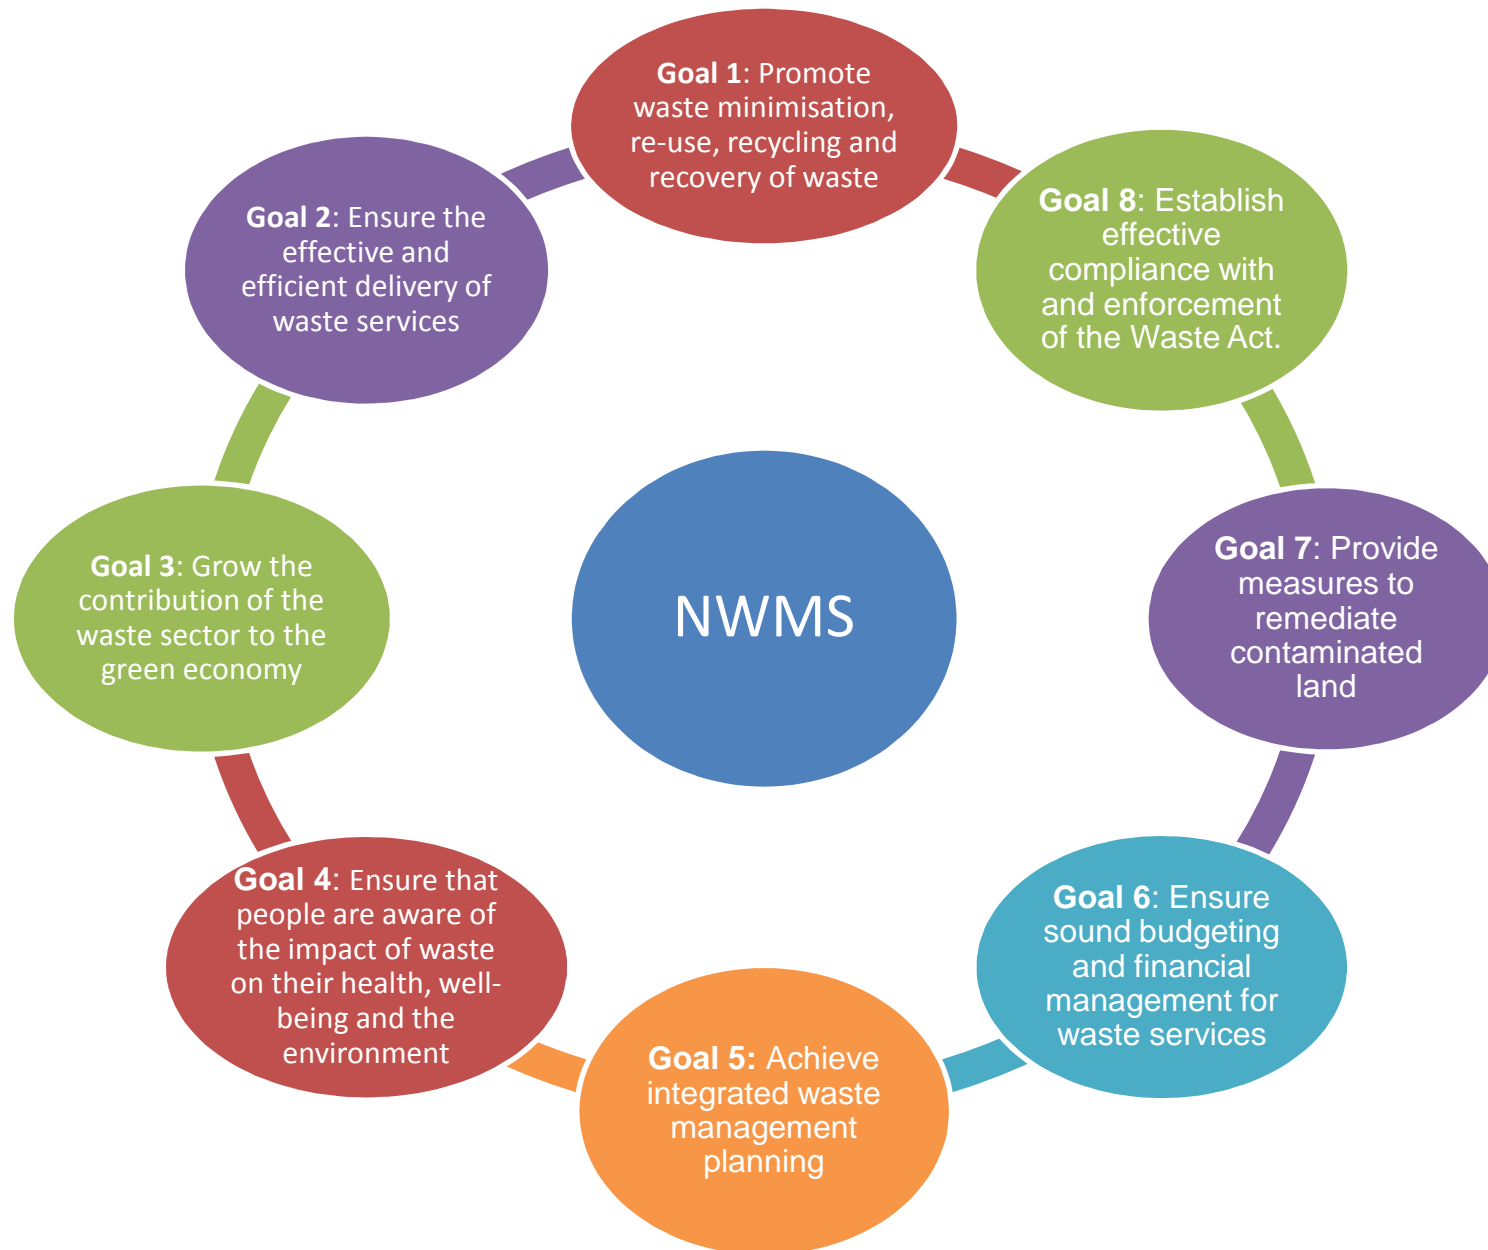 Goal 1: Promote
waste minimisation,
re-use, recycling and
recovery of waste
Goal 2: Ensure the
effective and
efficient delivery of
waste services
Goal 3: Grow the
contribution of the
waste sector to the
green economy
Goal 4: Ensure that
people are aware of
the impact of waste
on their health, well-
being and the
environment
Goal 5: Achieve
integrated waste
management
planning
Goal 6: Ensure
sound budgeting
and financial
management for
waste services
Goal 7: Provide
measures to
remediate
contaminated
land
Goal 8: Establish
effective
compliance with
and enforcement
of the Waste Act.
NWMS